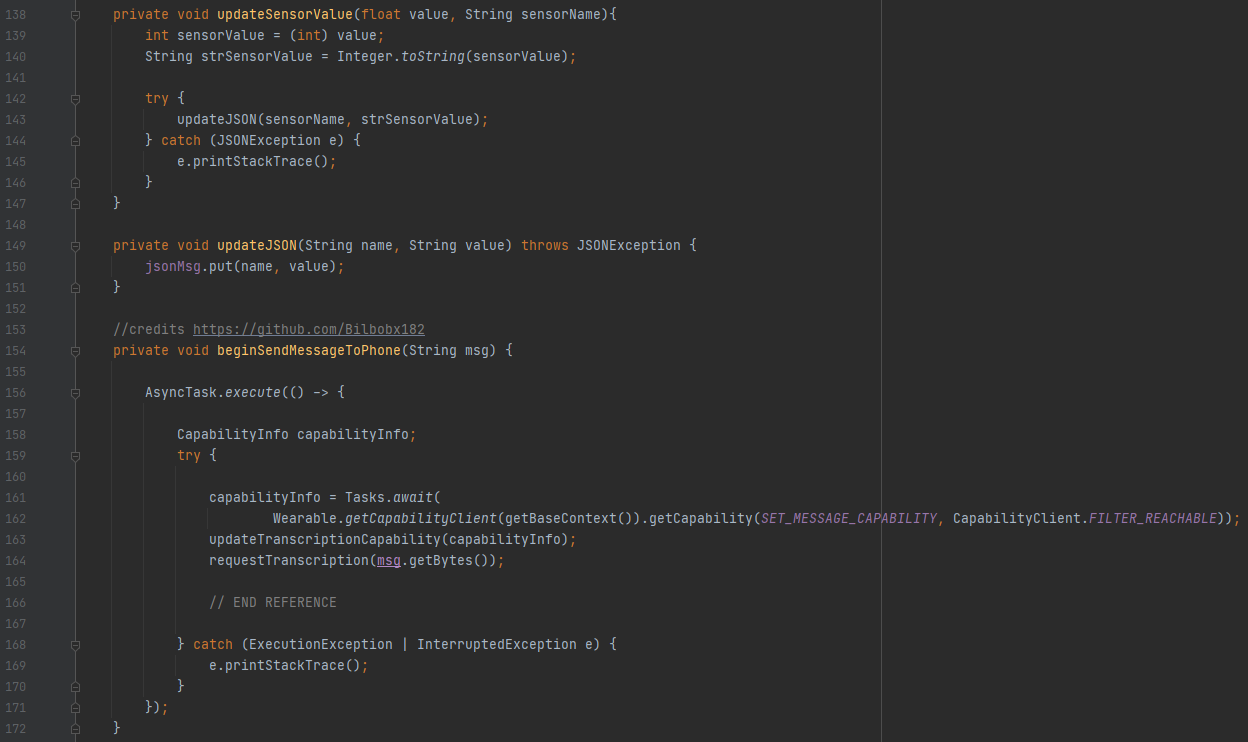 138 private void updateSensorValue(float value, String sensorName){
139 int sensorValue = (int) value;
140 String strSensorValue = Integer.toString(sensorValue);
141
142 try {
143 updateJSON(sensorName, strSensorValue);
144 } catch (JSONException e) {
145 e.printStackTrace();
146 }
147 }
148
149 private void updateJSON(String name, String value) throws JSONException {
150 jsonMsg.put(name, value);
151 }
152
153 //credits https://github.com/Bilbobx182
154 private void beginSendMessageToPhone(String msg) {
155
156 AsyncTask.execute(() -> {
157
158 CapabilityInfo capabilityInfo;
159 try {
160
161 capabilityInfo = Tasks.await(
162 Wearable.getCapabilityClient(getBaseContext()).getCapability(SET_MESSAGE_CAPABILITY, CapabilityClient.FILTER_REACHABLE));
163 updateTranscriptionCapability(capabilityInfo);
164 requestTranscription(msg.getBytes());
165
166 // END REFERENCE
167
168 } catch (ExecutionException | InterruptedException e) {
169 e.printStackTrace();
170 }
171 });
172 }